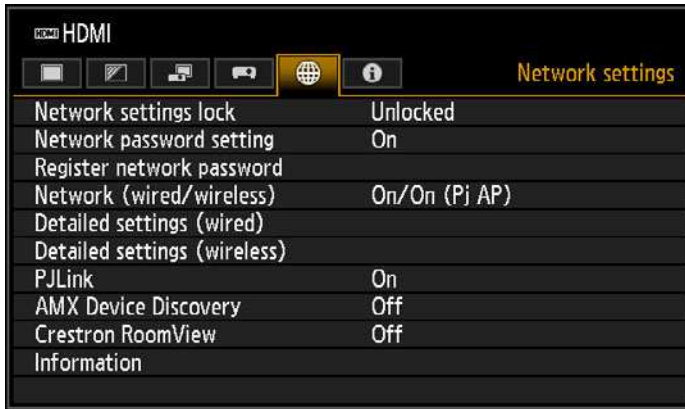 HDMI HDMI
Network settings
Network settings lock Unlocked
Network password setting On
Register network password
Network (wired/wireless) On/On (Pj AP)
Detailed settings (wired)
Detailed settings (wireless)
PJLink On
AMX Device Discovery Off
Crestron RoomView Off
Information